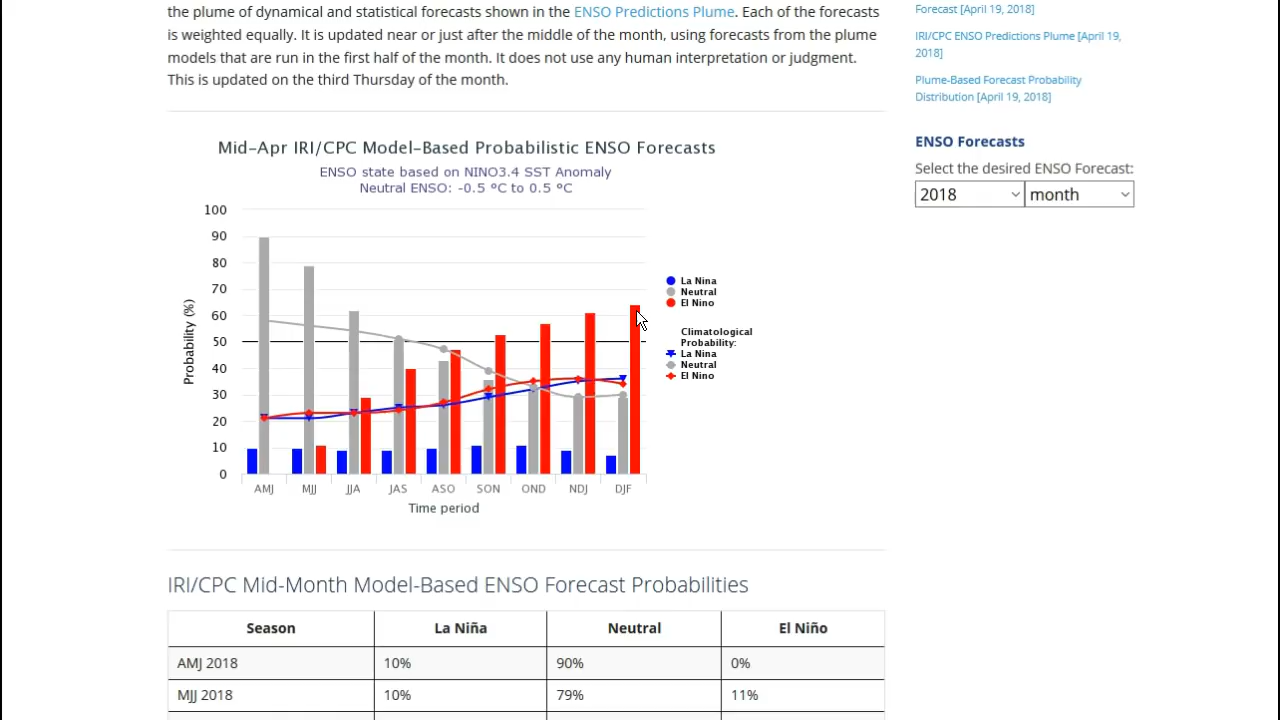 the plume of dynamical and statistical forecasts shown in the ENSO Predictions Plume. Each of the forecasts
is weighted equally. It is updated near or just after the middle of the month, using forecasts from the plume
models that are run in the first half of the month. It does not use any human interpretation or judgment.
This is updated on the third Thursday of the month.
Forecast [April 19, 2018]
IRI/CPC ENSO Predictions Plume [April 19,
2018]
Plume-Based Forecast Probability
Distribution [April 19, 2018]
ENSO Forecasts
Select the desired ENSO Forecast:
2018
month
Mid-Apr IRI/CPC Model-Based Probabilistic ENSO Forecasts
ENSO state based on NINO3.4 SST Anomaly
Neutral ENSO: -0.5 ºC to 0.5 ºC
Probability (%)
100
90
80
70
60
50
40
30
20
10
0
AMJ MJJ JJA JAS ASO SON OND NDJ DJF
Time period
La Nina
Neutral
El Nino
Climatological
Probability:
La Nina
Neutral
El Nino
IRI/CPC Mid-Month Model-Based ENSO Forecast Probabilities
Season La Niña Neutral El Niño
AMJ 2018 10% 90% 0%
MJJ 2018 10% 79% 11%